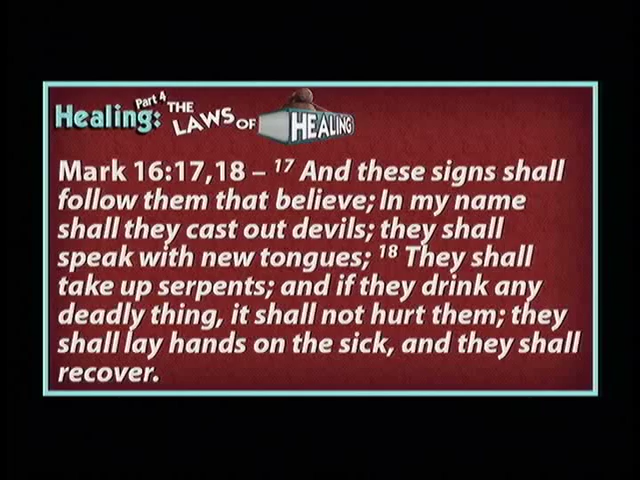 Healing: Part 4 THE LAWS OF HEALING
Mark 16:17,18 – 17 And these signs shall
follow them that believe; In my name
shall they cast out devils; they shall
speak with new tongues; 18 They shall
take up serpents; and if they drink any
deadly thing, it shall not hurt them; they
shall lay hands on the sick, and they shall
recover.